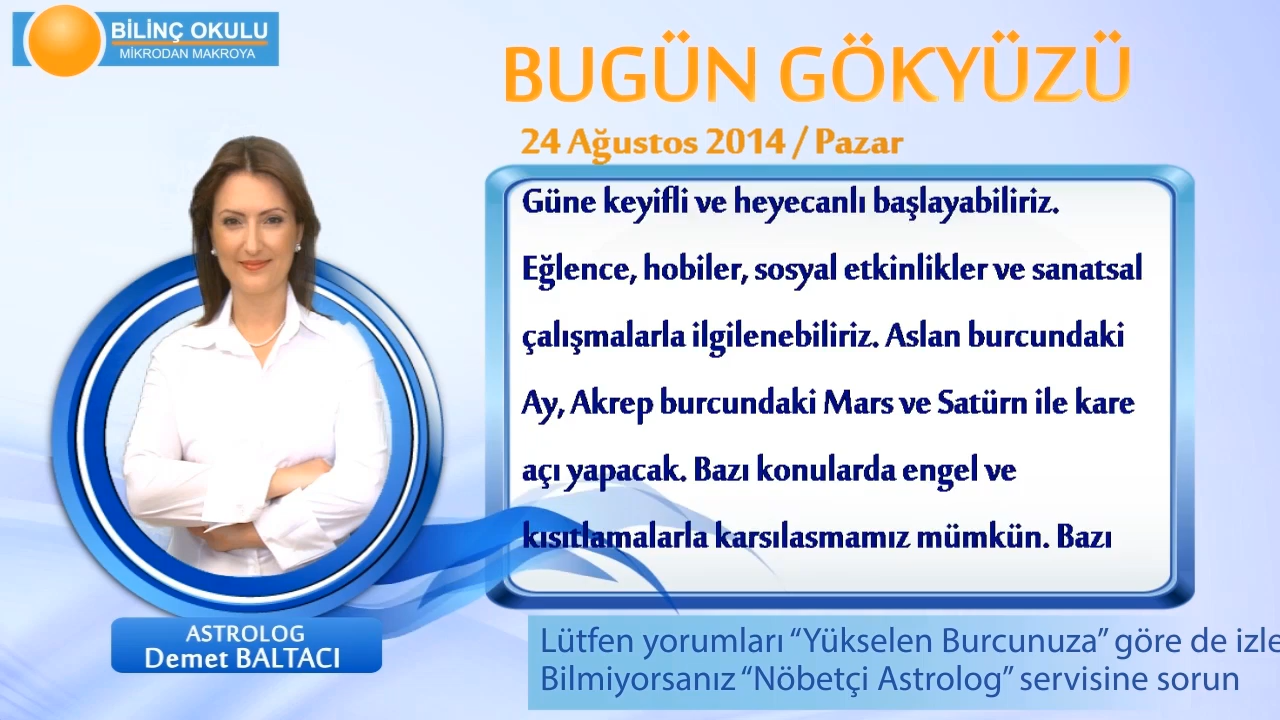 BİLİNÇ OKULU
MİKRODAN MAKROYA
BUGÜN GÖKYÜZÜ
24 Ağustos 2014 / Pazar
Güne keyifli ve heyecanlı başlayabiliriz.
Eğlence, hobiler, sosyal etkinlikler ve sanatsal
çalışmalarla ilgilenebiliriz. Aslan burcundaki
Ay, Akrep burcundaki Mars ve Satürn ile kare
açı yapacak. Bazı konularda engel ve
kısıtlamalarla karsılasmamız mümkün. Bazı
ASTROLOG
Demet BALTACI
Lütfen yorumları “Yükselen Burcunuza” göre de izle
Bilmiyorsanız “Nöbetçi Astrolog” servisine sorun